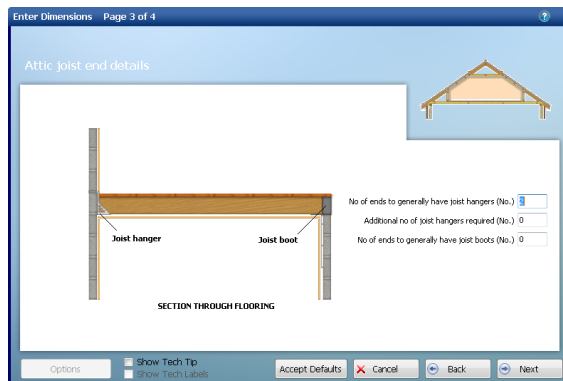 Enter Dimensions Page 3 of 4
?
Attic joist end details
No of ends to generally have joist hangers (No.)
Additional no of joist hangers required (No.) 0
No of ends to generally have joist boots (No.) 0
Joist hanger
Joist boot
SECTION THROUGH FLOORING
Options
Show Tech Tip
Show Tech Labels
Accept Defaults
Cancel
Back
Next